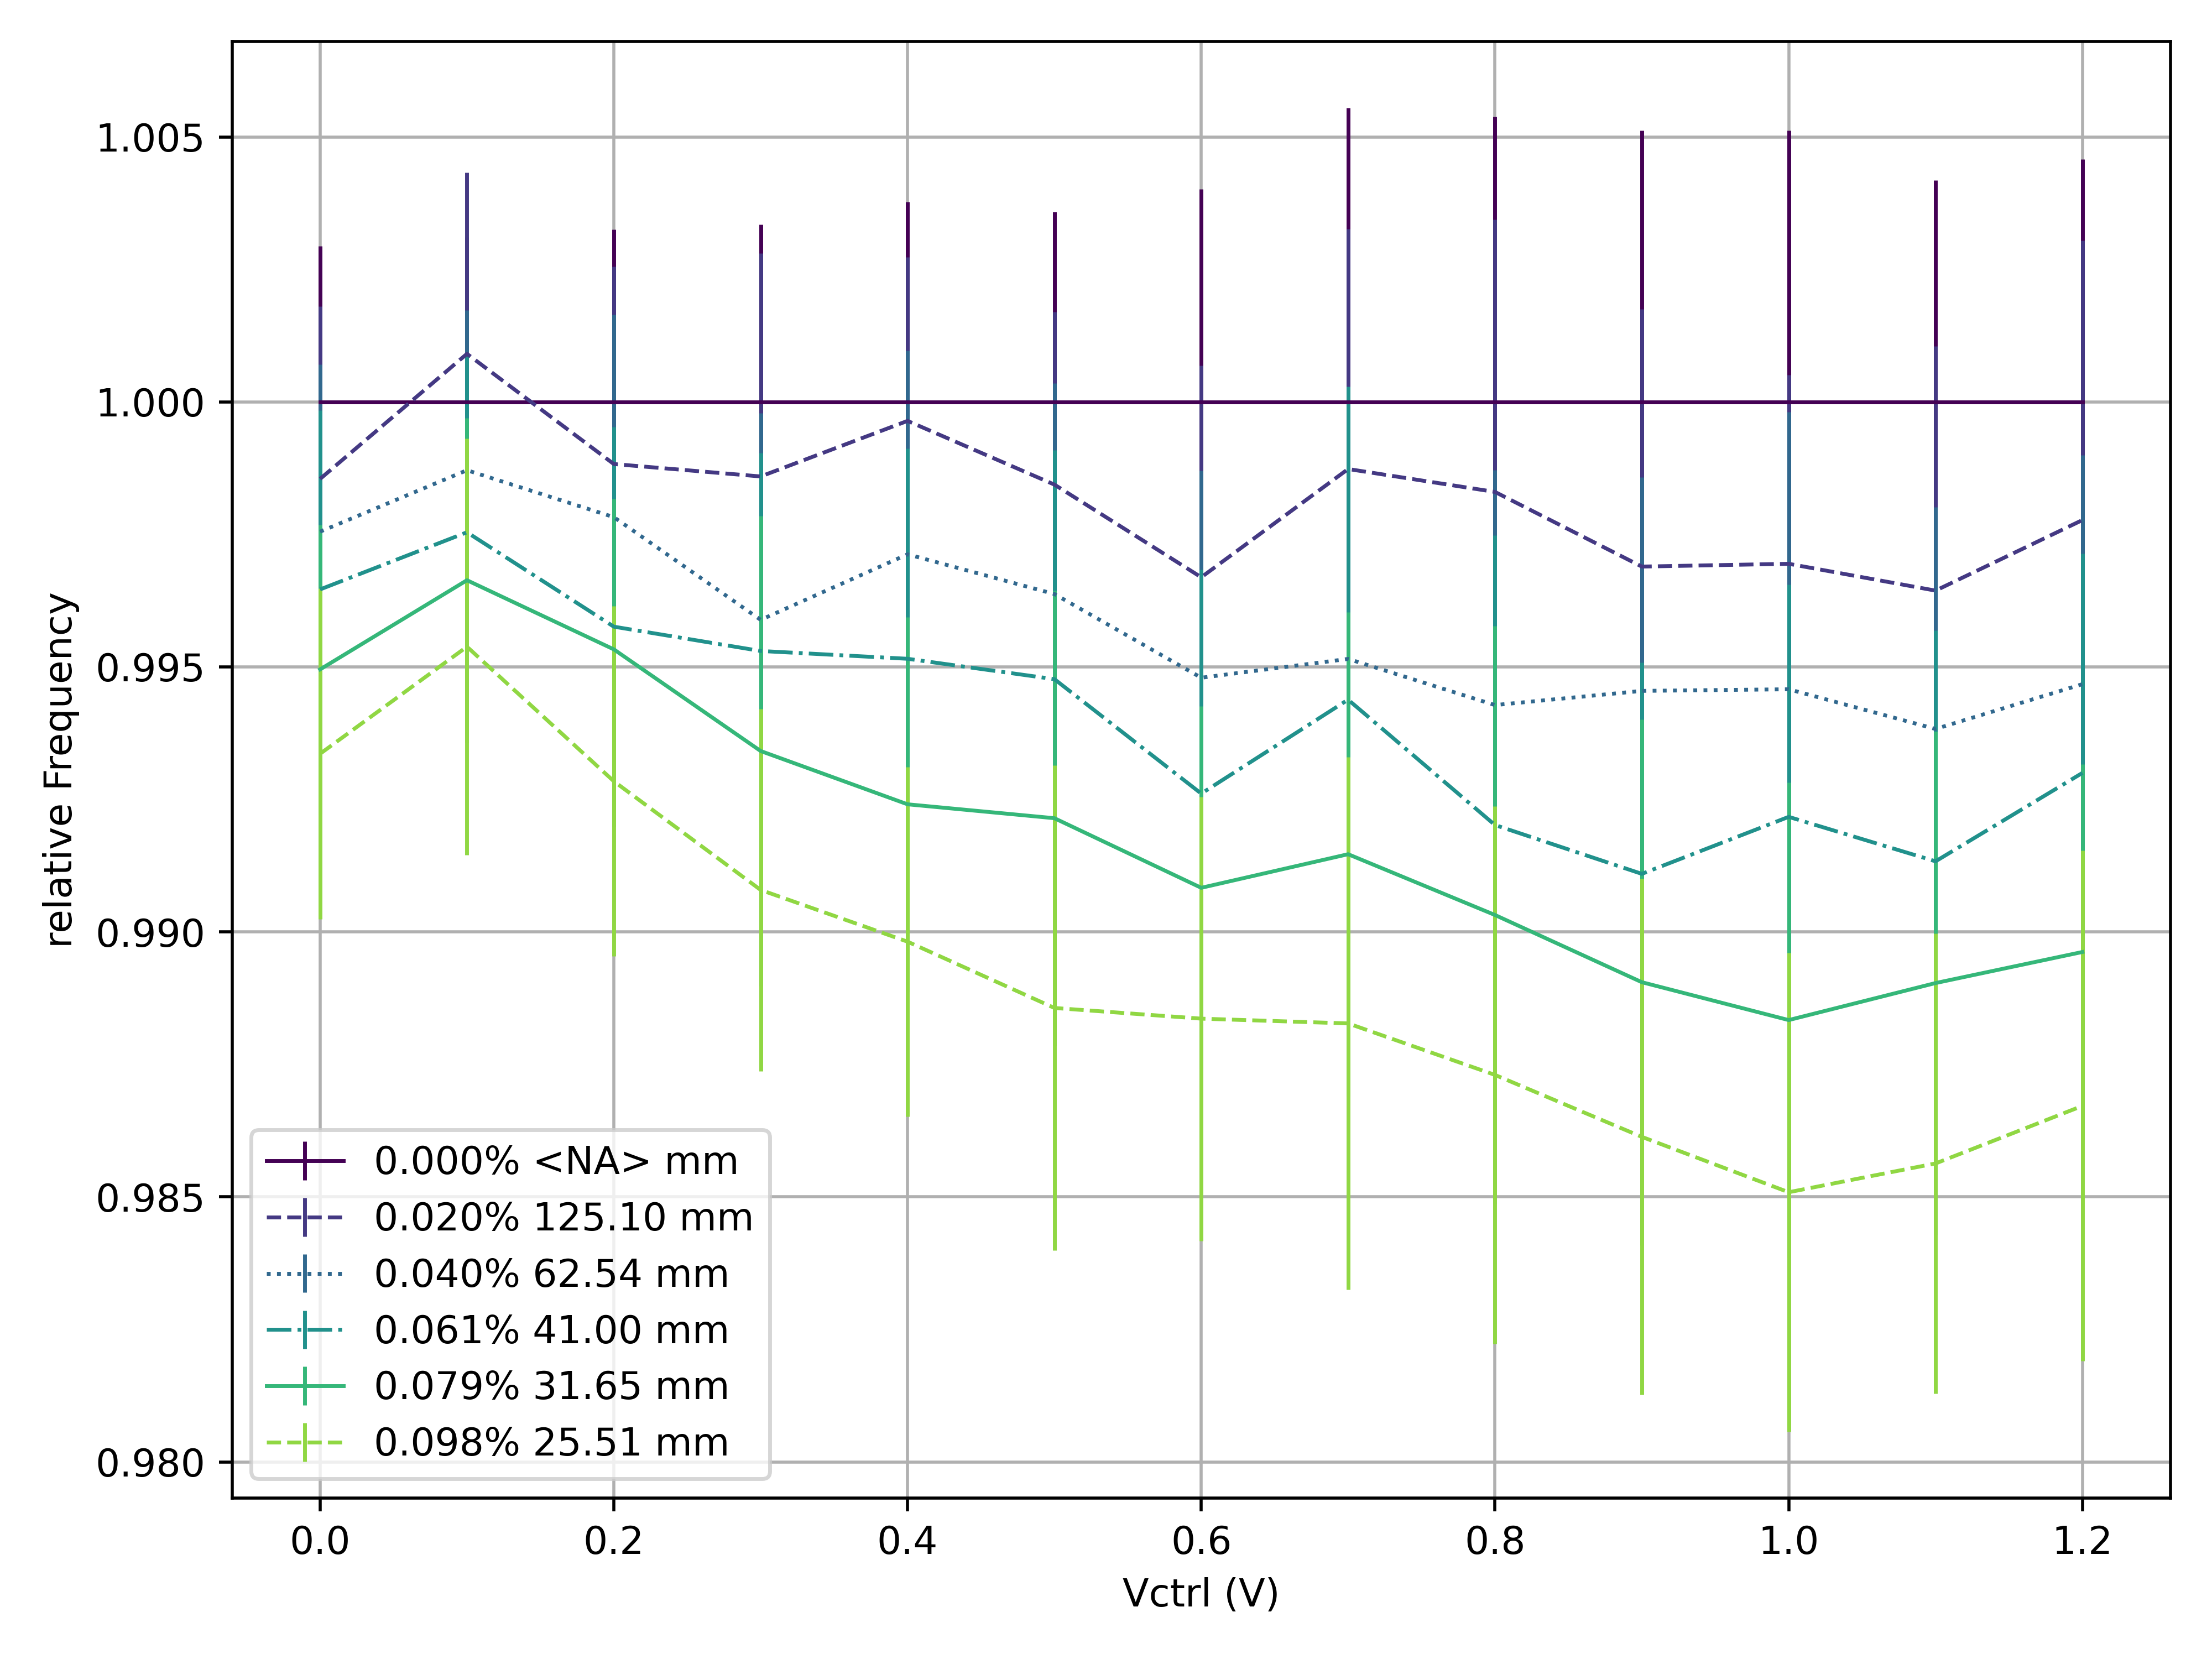 1.005
1.000
0.995
0.990
0.985
0.980
relative Frequency
0.000% <NA> mm
0.020% 125.10 mm
0.040% 62.54 mm
0.061% 41.00 mm
0.079% 31.65 mm
0.098% 25.51 mm
0.0 0.2 0.4 0.6 0.8 1.0 1.2
Vctrl (V)